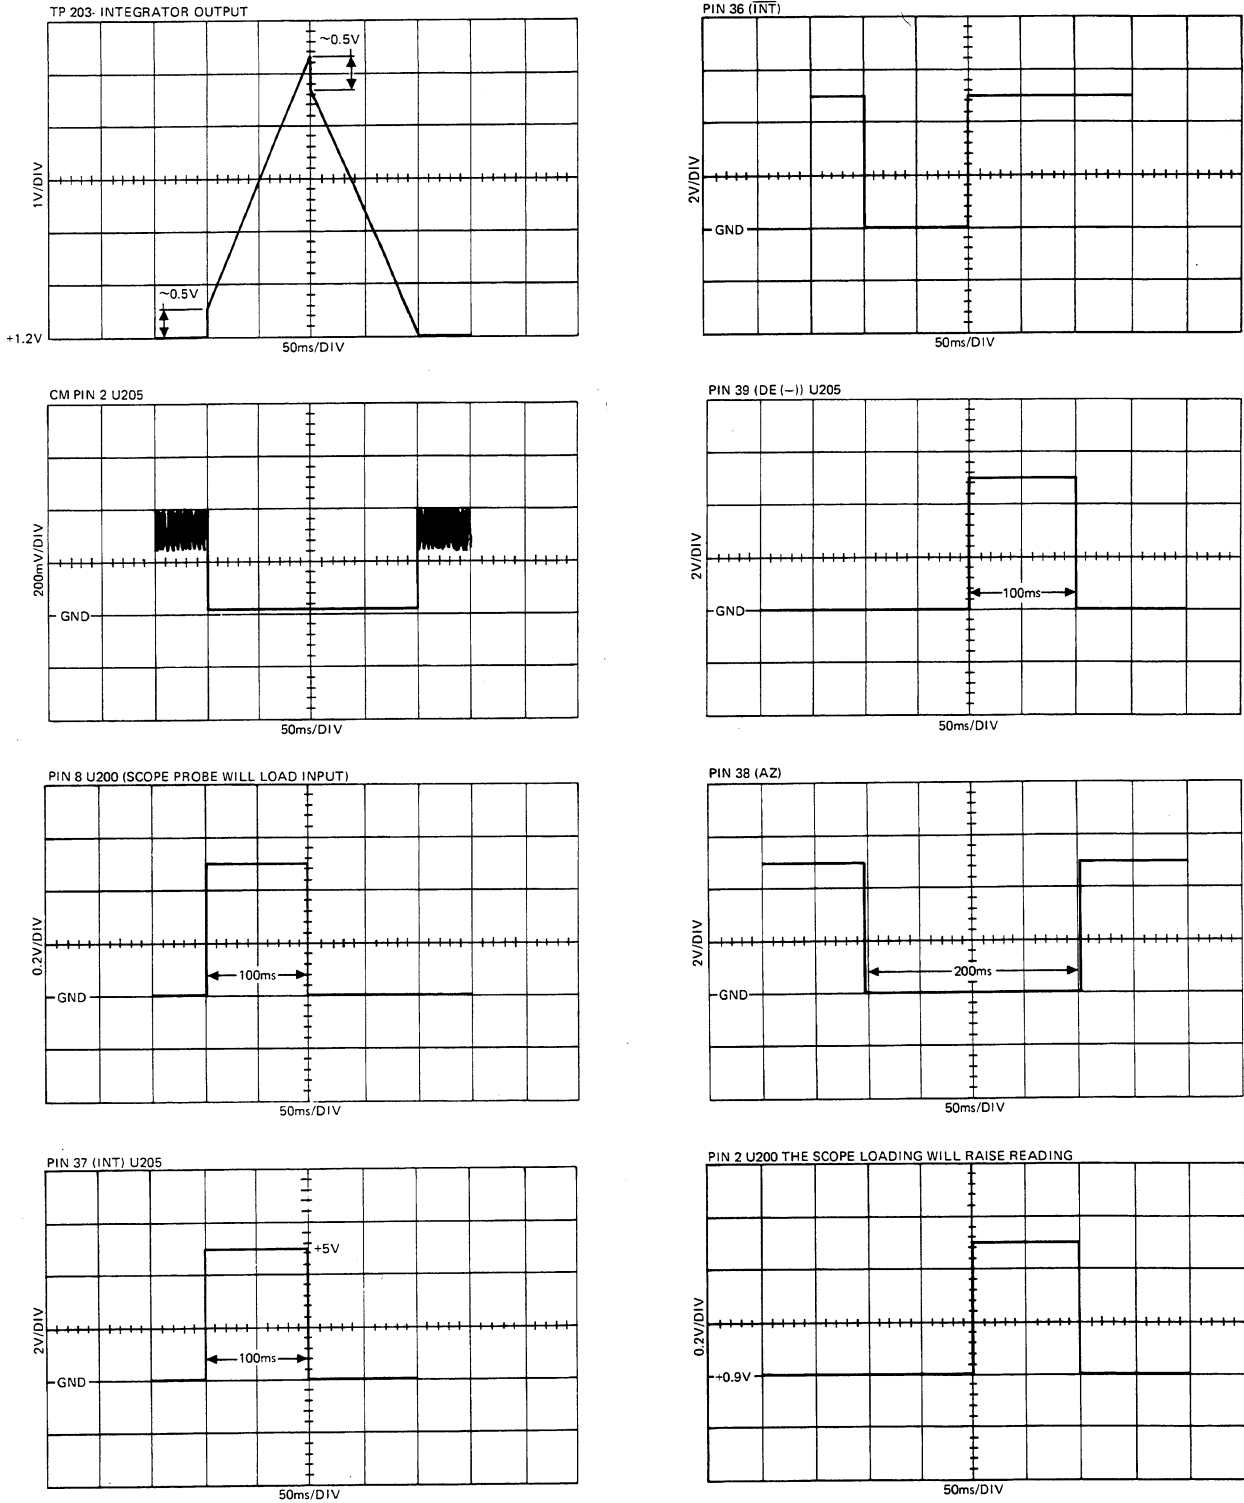 TP 203- INTEGRATOR OUTPUT
~0.5V
1V/DIV
~0.5V
+1.2V
50ms/DIV
PIN 36 (INT)
2V/DIV
GND
50ms/DIV
CM PIN 2 U205
200mV/DIV
GND
50ms/DIV
PIN 39 (DE (−)) U205
2V/DIV
100ms
GND
50ms/DIV
PIN 8 U200 (SCOPE PROBE WILL LOAD INPUT)
0.2V/DIV
100ms
GND
50ms/DIV
PIN 38 (AZ)
2V/DIV
200ms
GND
50ms/DIV
PIN 37 (INT) U205
+5V
2V/DIV
100ms
GND
50ms/DIV
PIN 2 U200 THE SCOPE LOADING WILL RAISE READING
0.2V/DIV
+0.9V
50ms/DIV